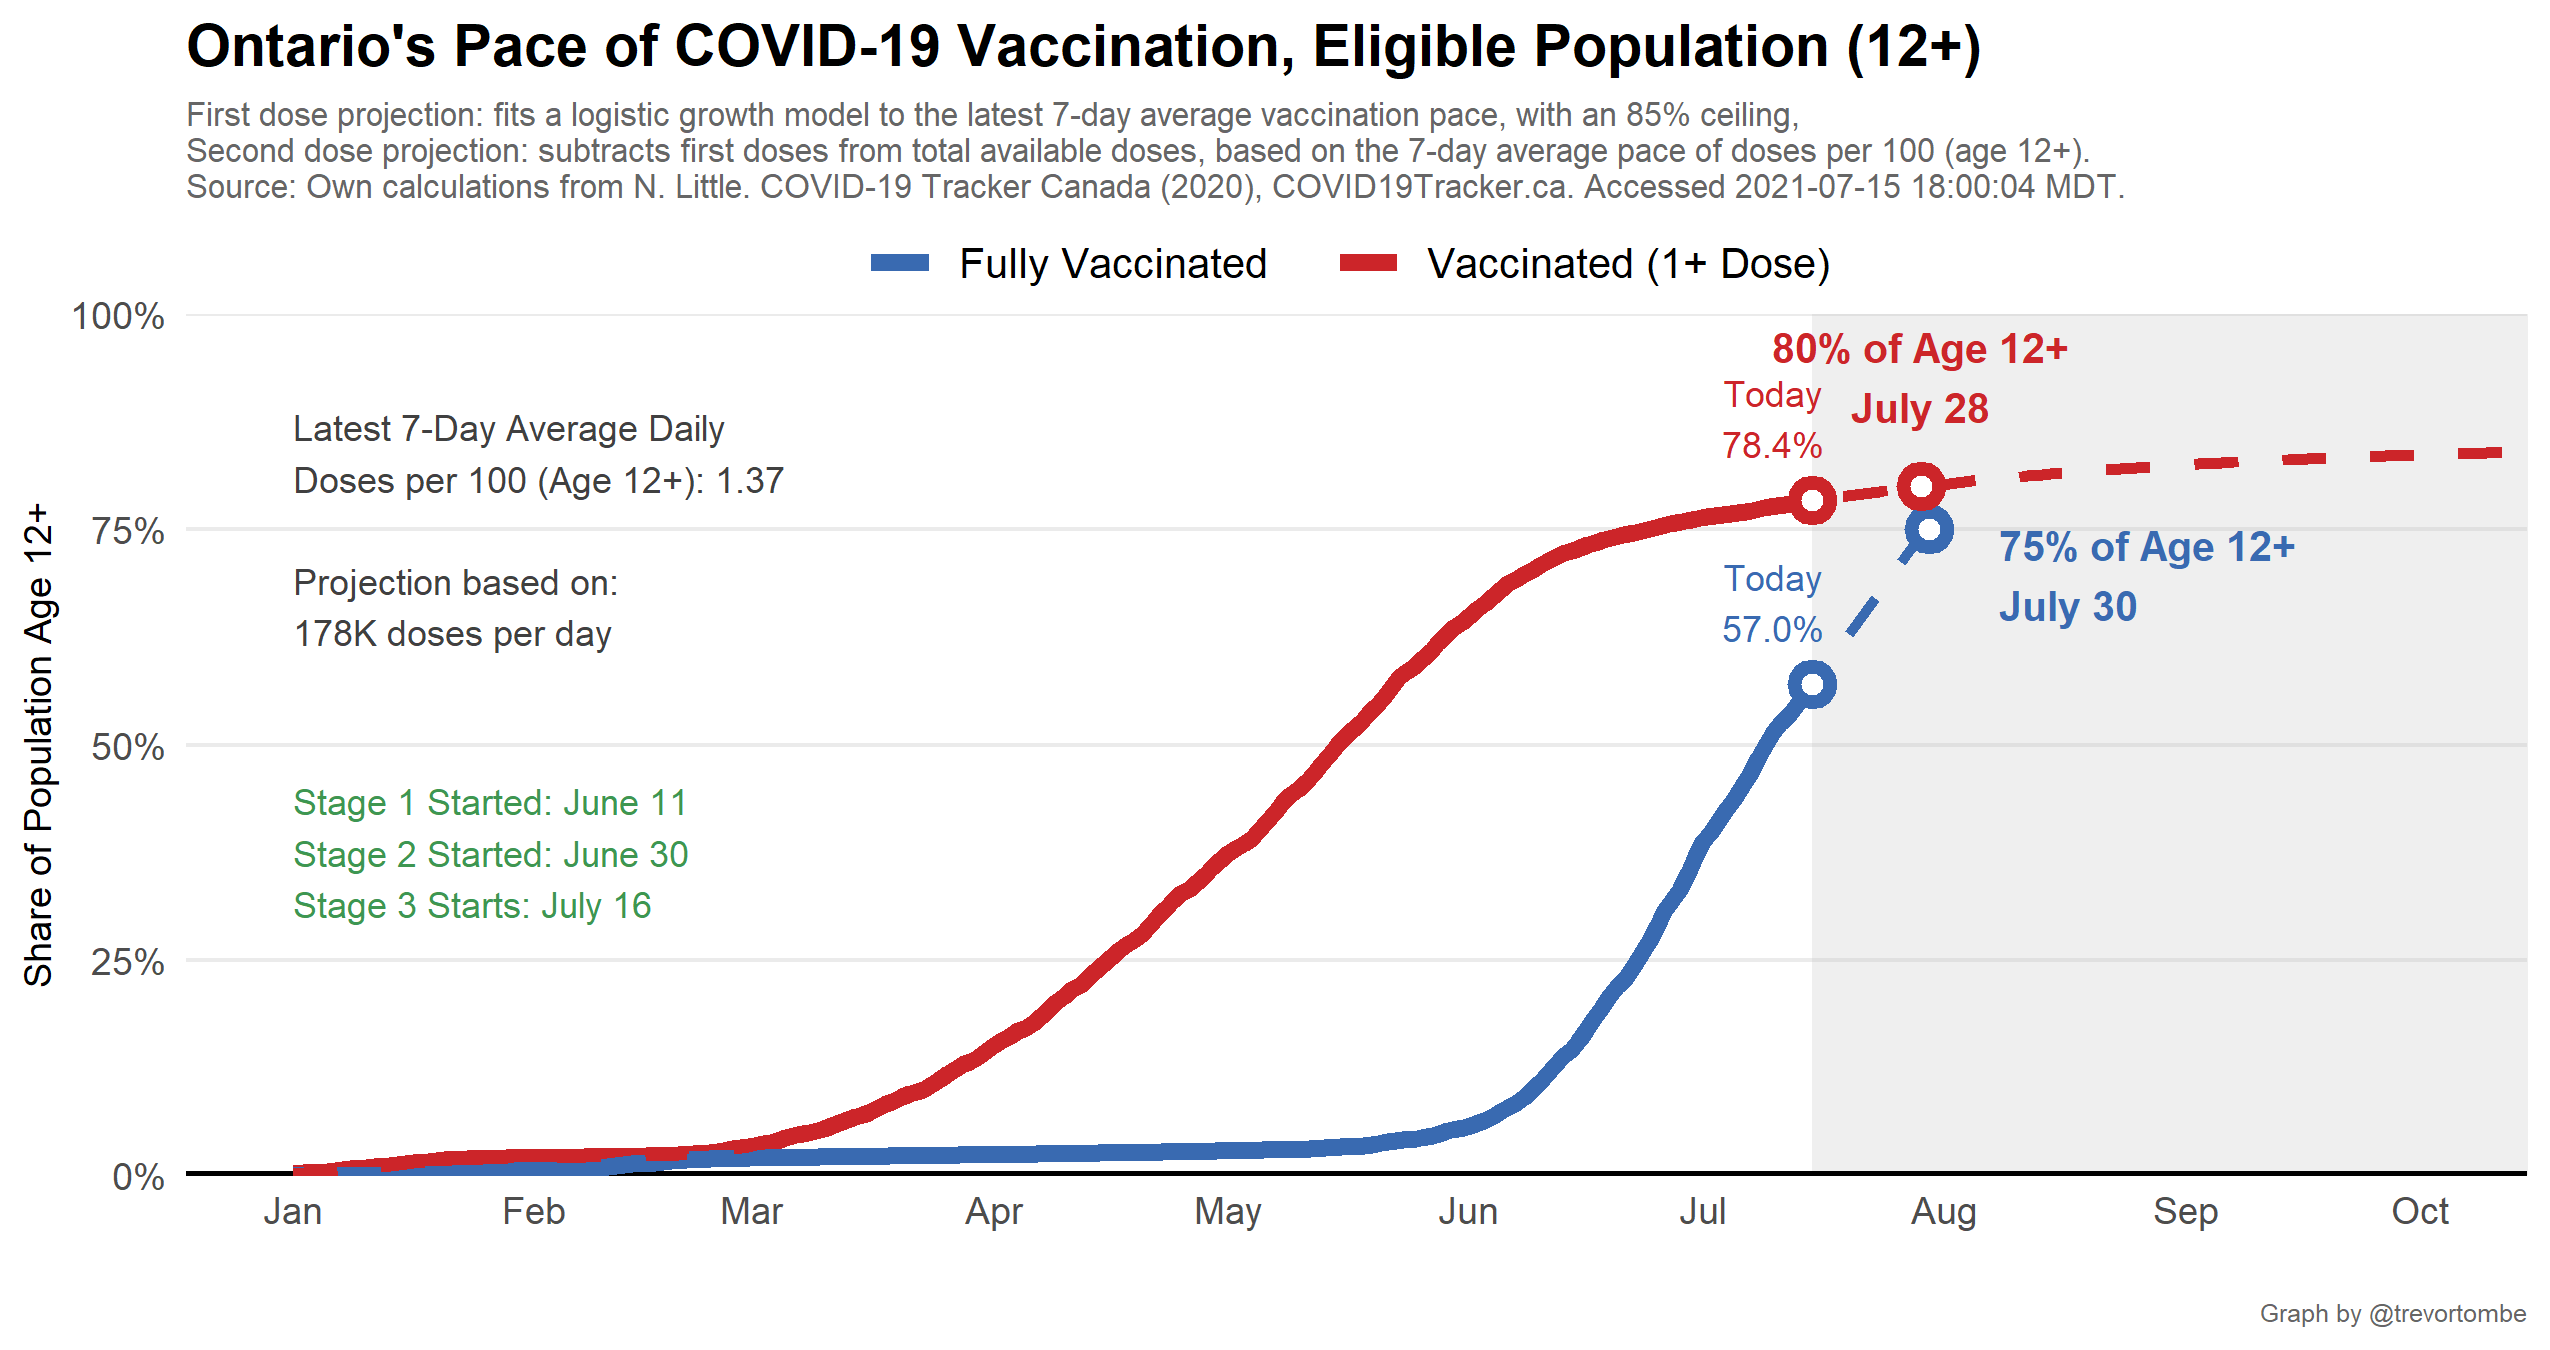 Ontario's Pace of COVID-19 Vaccination, Eligible Population (12+)
First dose projection: fits a logistic growth model to the latest 7-day average vaccination pace, with an 85% ceiling,
Second dose projection: subtracts first doses from total available doses, based on the 7-day average pace of doses per 100 (age 12+).
Source: Own calculations from N. Little. COVID-19 Tracker Canada (2020), COVID19Tracker.ca. Accessed 2021-07-15 18:00:04 MDT.
Fully Vaccinated
Vaccinated (1+ Dose)
Share of Population Age 12+
100%
75%
50%
25%
0%
Latest 7-Day Average Daily
Doses per 100 (Age 12+): 1.37
Projection based on:
178K doses per day
Stage 1 Started: June 11
Stage 2 Started: June 30
Stage 3 Starts: July 16
80% of Age 12+
July 28
Today
78.4%
75% of Age 12+
July 30
Today
57.0%
Jan
Feb
Mar
Apr
May
Jun
Jul
Aug
Sep
Oct
Graph by @trevortombe